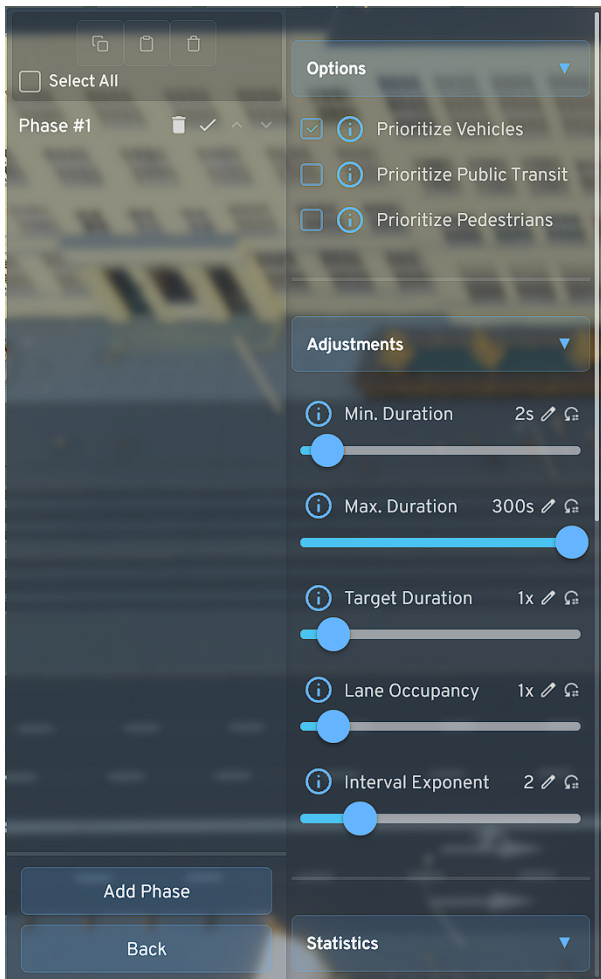 Select All
Phase #1
Add Phase
Back
Options
Prioritize Vehicles
Prioritize Public Transit
Prioritize Pedestrians
Adjustments
Min. Duration 2s
Max. Duration 300s
Target Duration 1x
Lane Occupancy 1x
Interval Exponent 2
Statistics